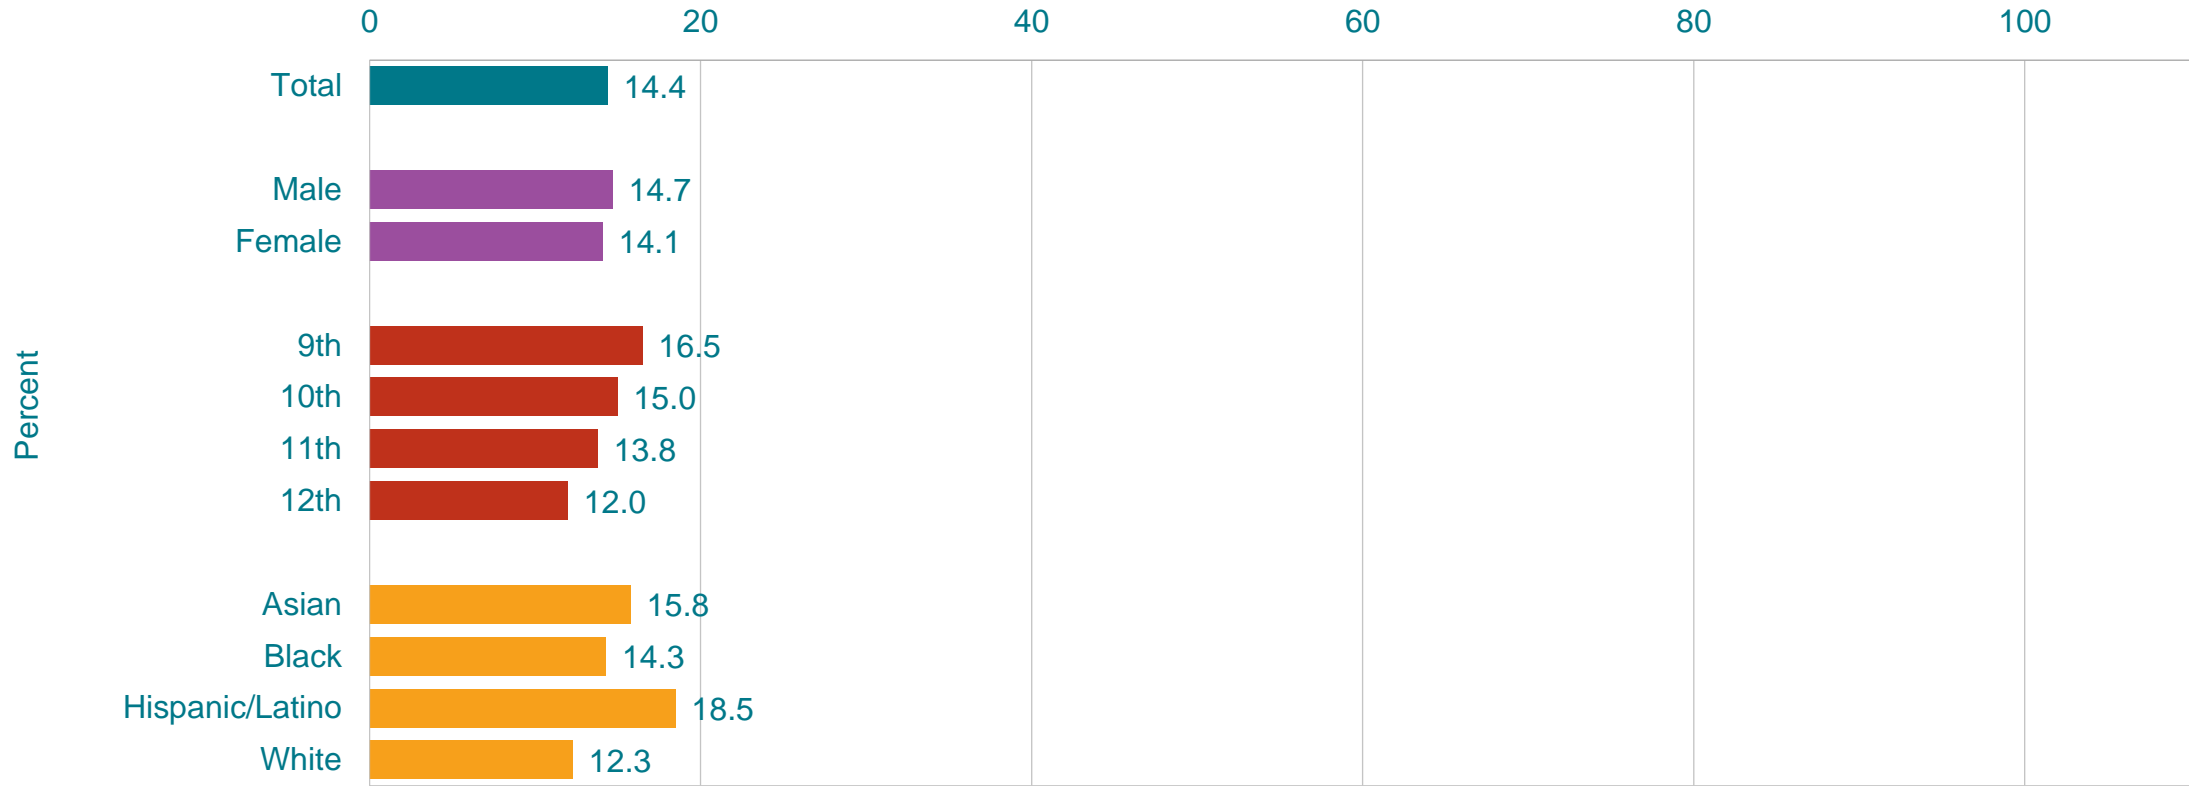 0 20 40 60 80 100
Total 14.4
Male 14.7
Female 14.1
9th 16.5
10th 15.0
11th 13.8
12th 12.0
Asian 15.8
Black 14.3
Hispanic/Latino 18.5
White 12.3
Percent